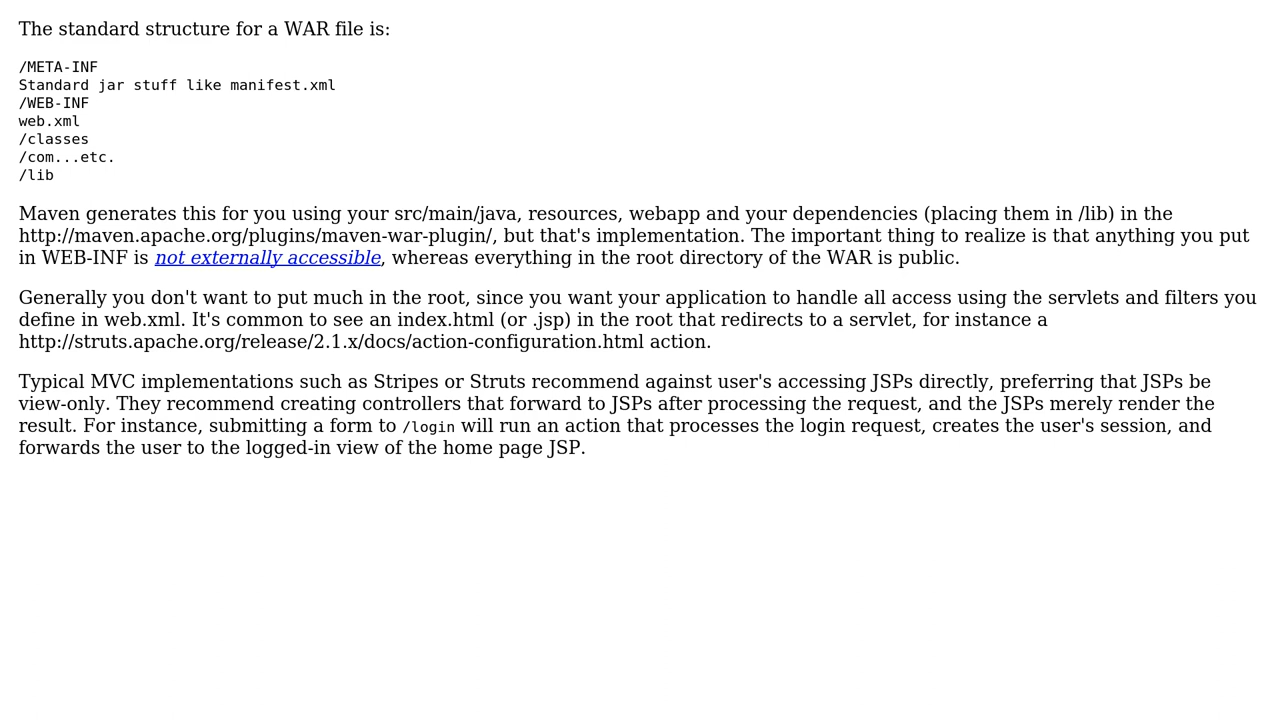 The standard structure for a WAR file is:
/META-INF
Standard jar stuff like manifest.xml
/WEB-INF
web.xml
/classes
/com...etc.
/lib
Maven generates this for you using your src/main/java, resources, webapp and your dependencies (placing them in /lib) in the
http://maven.apache.org/plugins/maven-war-plugin/, but that's implementation. The important thing to realize is that anything you put
in WEB-INF is not externally accessible, whereas everything in the root directory of the WAR is public.
Generally you don't want to put much in the root, since you want your application to handle all access using the servlets and filters you
define in web.xml. It's common to see an index.html (or .jsp) in the root that redirects to a servlet, for instance a
http://struts.apache.org/release/2.1.x/docs/action-configuration.html action.
Typical MVC implementations such as Stripes or Struts recommend against user's accessing JSPs directly, preferring that JSPs be
view-only. They recommend creating controllers that forward to JSPs after processing the request, and the JSPs merely render the
result. For instance, submitting a form to /login will run an action that processes the login request, creates the user's session, and
forwards the user to the logged-in view of the home page JSP.